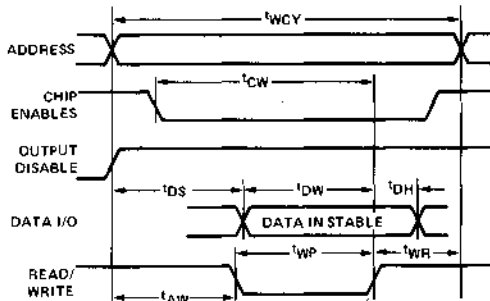 tWCY
ADDRESS
tCW
CHIP
ENABLES
OUTPUT
DISABLE
tDS tDW tDH
DATA I/O DATA IN STABLE
tWP tWR
READ/
WRITE
tAW